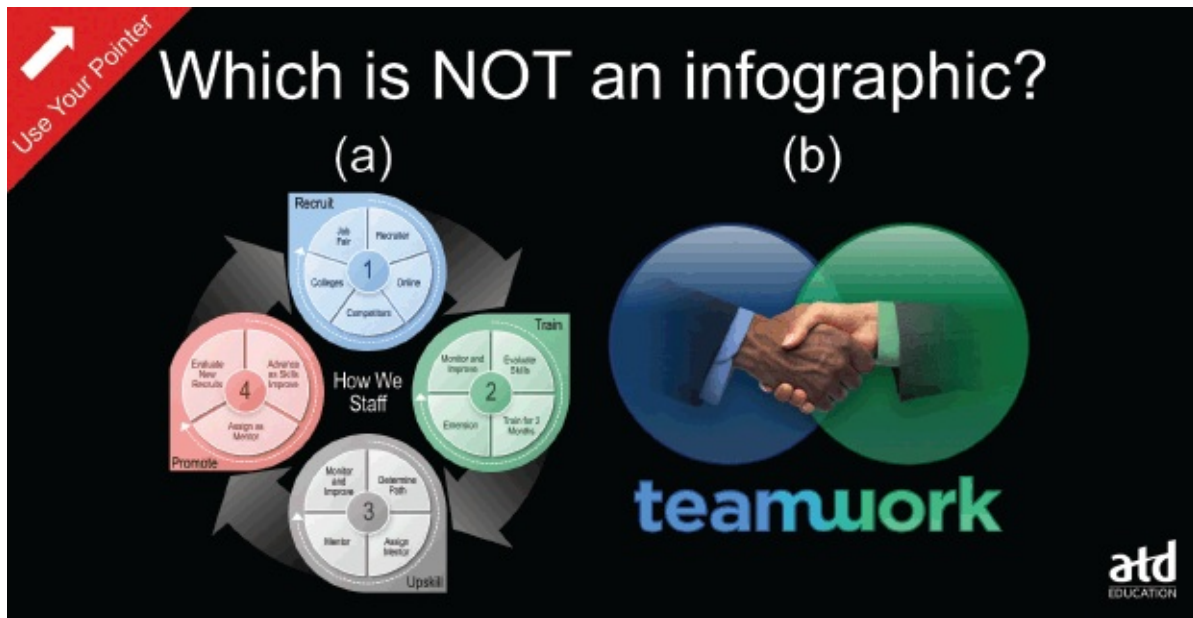 Use Your Pointer
Which is NOT an infographic?
(a)
(b)
Recruit
Job
Fair
Recruiter
Colleges
1
Online
Competitors
Train
Monitor and
Improve
Evaluate
Skills
2
Extension
Train for 2
Months
How We
Staff
Evaluate
New
Recruits
Advance
as Skills
Improve
4
Assign as
Mentor
Promote
Monitor
and
Improve
Determine
Path
3
Mentor
Assign
Mentor
Upskill
teamwork
atd
EDUCATION